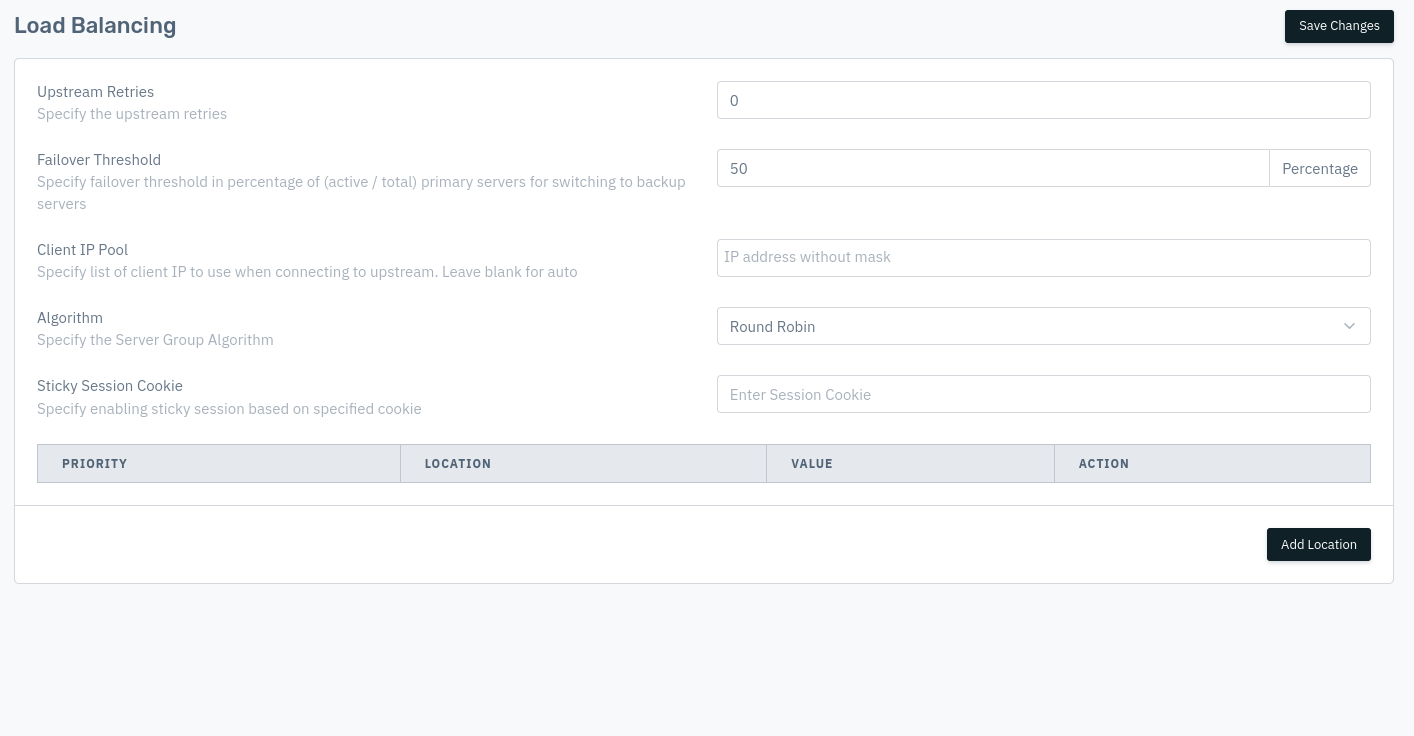 Load Balancing
Save Changes
Upstream Retries
Specify the upstream retries
0
Failover Threshold
Specify failover threshold in percentage of (active / total) primary servers for switching to backup
servers
50
Percentage
Client IP Pool
Specify list of client IP to use when connecting to upstream. Leave blank for auto
IP address without mask
Algorithm
Specify the Server Group Algorithm
Round Robin
Sticky Session Cookie
Specify enabling sticky session based on specified cookie
Enter Session Cookie
PRIORITY LOCATION VALUE ACTION
Add Location